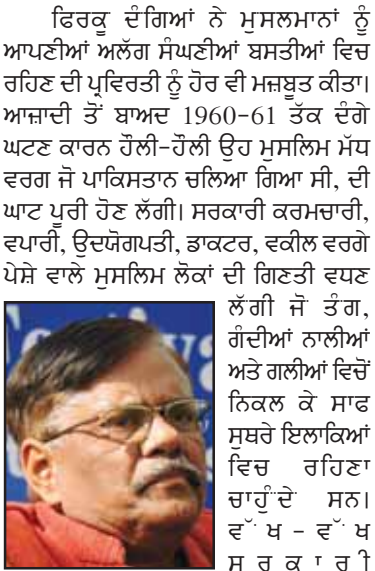 ਫਿਰਕੂ ਦੰਗਿਆਂ ਨੇ ਮੁਸਲਮਾਨਾਂ ਨੂੰ
ਆਪਣੀਆਂ ਅਲੱਗ ਸੰਘਣੀਆਂ ਬਸਤੀਆਂ ਵਿਚ
ਰਹਿਣ ਦੀ ਪ੍ਰਵਿਰਤੀ ਨੂੰ ਹੋਰ ਵੀ ਮਜ਼ਬੂਤ ਕੀਤਾ।
ਆਜ਼ਾਦੀ ਤੋਂ ਬਾਅਦ 1960-61 ਤੱਕ ਦੰਗੇ
ਘਟਣ ਕਾਰਨ ਹੌਲੀ-ਹੌਲੀ ਉਹ ਮੁਸਲਿਮ ਮੱਧ
ਵਰਗ ਜੋ ਪਾਕਿਸਤਾਨ ਚਲਿਆ ਗਿਆ ਸੀ, ਦੀ
ਘਾਟ ਪੂਰੀ ਹੋਣ ਲੱਗੀ। ਸਰਕਾਰੀ ਕਰਮਚਾਰੀ,
ਵਪਾਰੀ, ਉਦਯੋਗਪਤੀ, ਡਾਕਟਰ, ਵਕੀਲ ਵਰਗੇ
ਪੇਸ਼ੇ ਵਾਲੇ ਮੁਸਲਿਮ ਲੋਕਾਂ ਦੀ ਗਿਣਤੀ ਵਧਣ
ਲੱਗੀ ਜੋ ਤੰਗ,
ਗੰਦੀਆਂ ਨਾਲੀਆਂ
ਅਤੇ ਗਲੀਆਂ ਵਿਚੋਂ
ਨਿਕਲ ਕੇ ਸਾਫ
ਸੁਥਰੇ ਇਲਾਕਿਆਂ
ਵਿਚ ਰਹਿਣਾ
ਚਾਹੁੰਦੇ ਸਨ।
ਵੱਖ-ਵੱਖ
ਸਰਕਾਰੀ